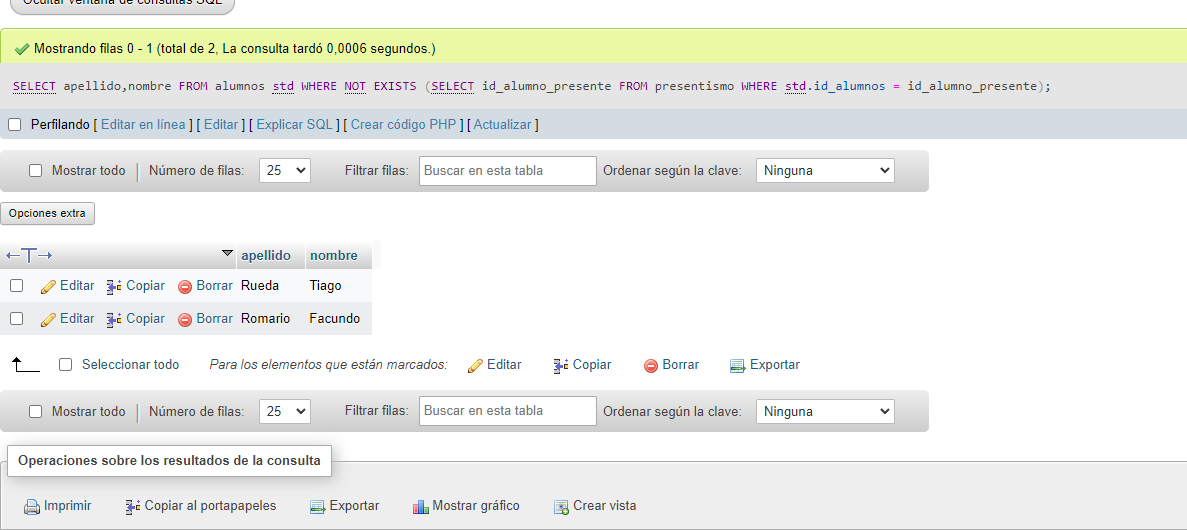 Ocultar ventana de consultas SQL
Mostrando filas 0 - 1 (total de 2, La consulta tardó 0,0006 segundos.)
SELECT apellido,nombre FROM alumnos std WHERE NOT EXISTS (SELECT id_alumno_presente FROM presentismo WHERE std.id_alumnos = id_alumno_presente);
Perfilando [ Editar en línea ] [ Editar ] [ Explicar SQL ] [ Crear código PHP ] [ Actualizar ]
Mostrar todo Número de filas: 25 Filtrar filas: Buscar en esta tabla Ordenar según la clave: Ninguna
Opciones extra
←T→ apellido nombre
Editar Copiar Borrar Rueda Tiago
Editar Copiar Borrar Romario Facundo
Seleccionar todo Para los elementos que están marcados: Editar Copiar Borrar Exportar
Mostrar todo Número de filas: 25 Filtrar filas: Buscar en esta tabla Ordenar según la clave: Ninguna
Operaciones sobre los resultados de la consulta
Imprimir Copiar al portapapeles Exportar Mostrar gráfico Crear vista